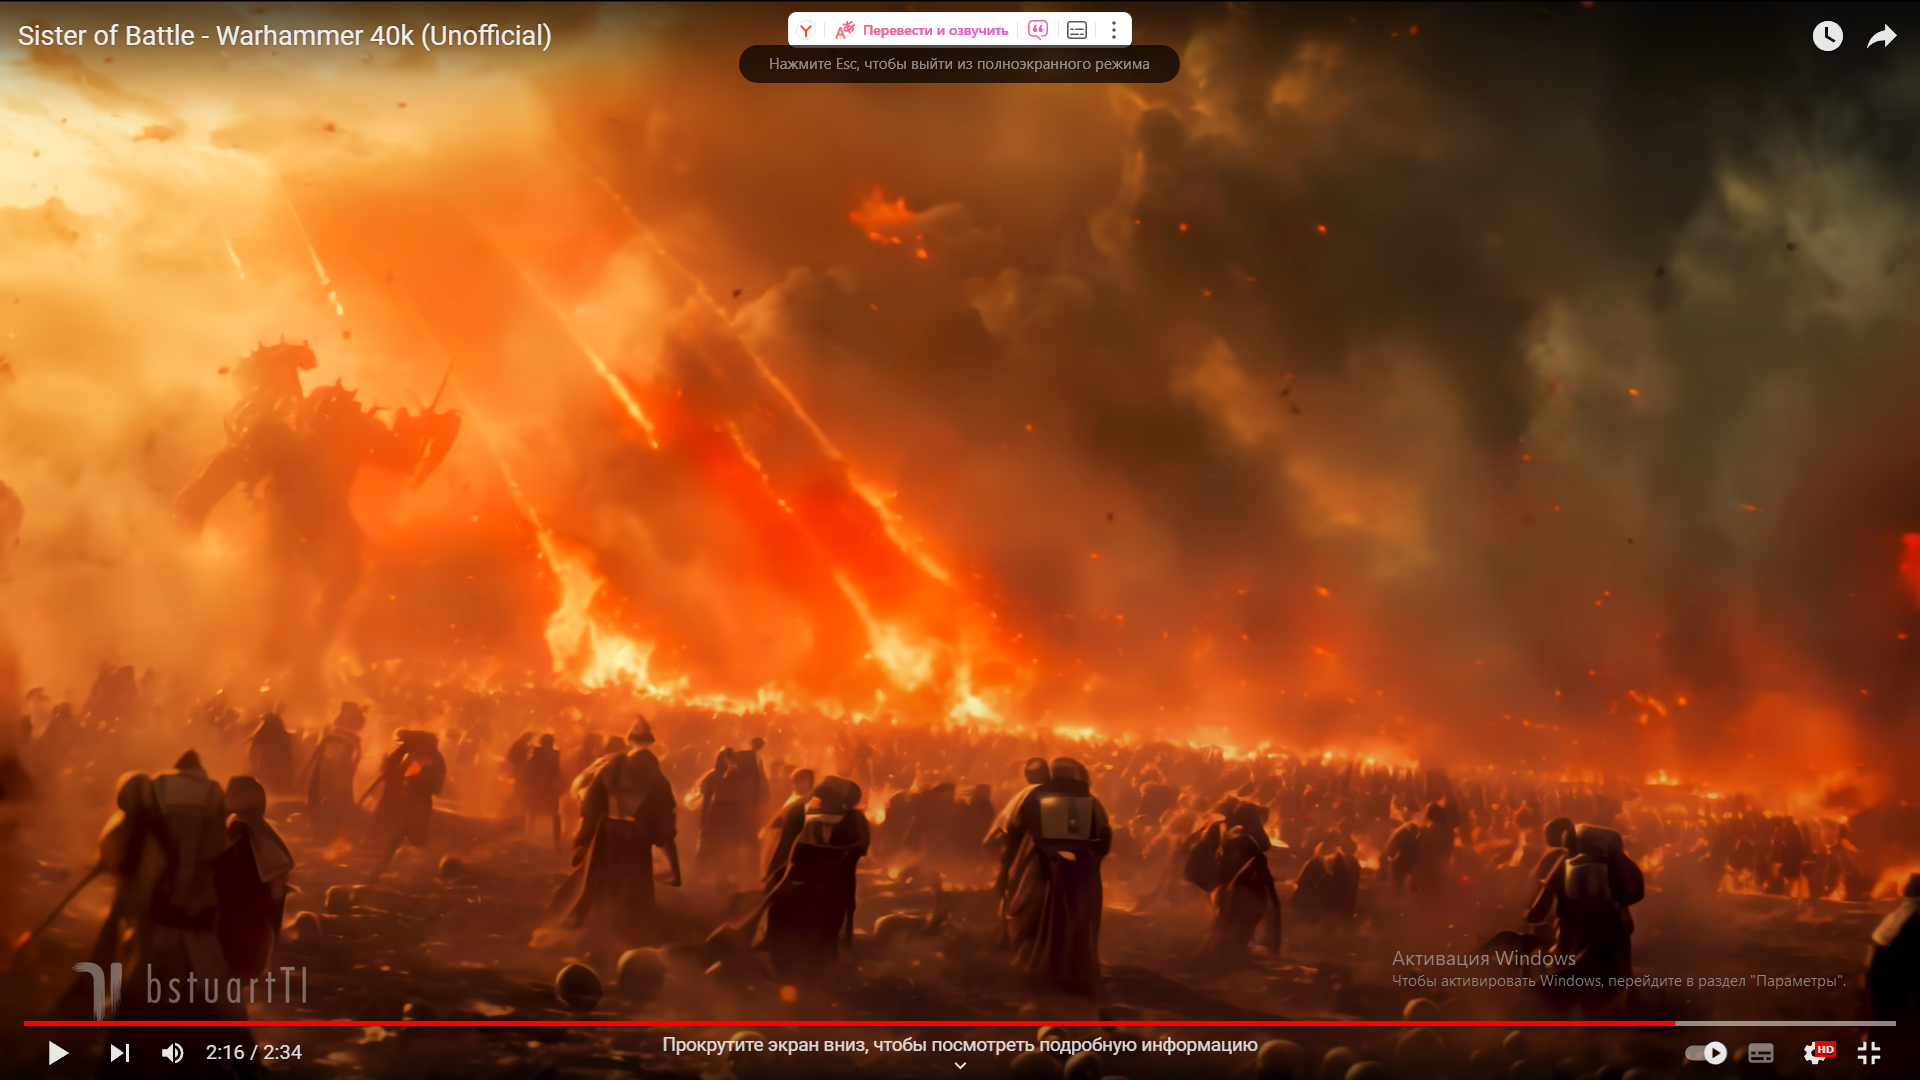 Sister of Battle - Warhammer 40k (Unofficial)
Перевести и озвучить
Нажмите Esc, чтобы выйти из полноэкранного режима
bstuartTI
Активация Windows
Чтобы активировать Windows, перейдите в раздел "Параметры".
2:16 / 2:34
Прокрутите экран вниз, чтобы посмотреть подробную информацию
HD